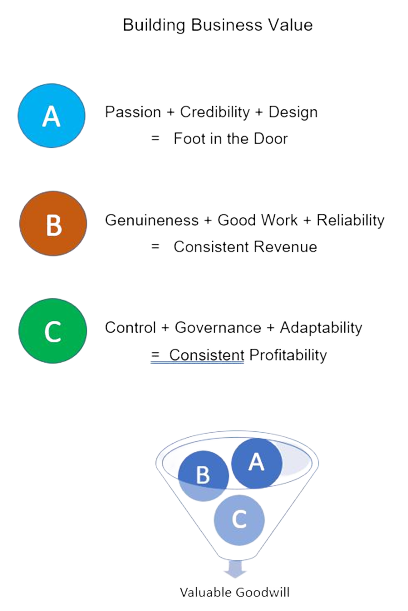 Building Business Value
A
Passion + Credibility + Design
= Foot in the Door
B
Genuineness + Good Work + Reliability
= Consistent Revenue
C
Control + Governance + Adaptability
= Consistent Profitability
A
B
C
Valuable Goodwill